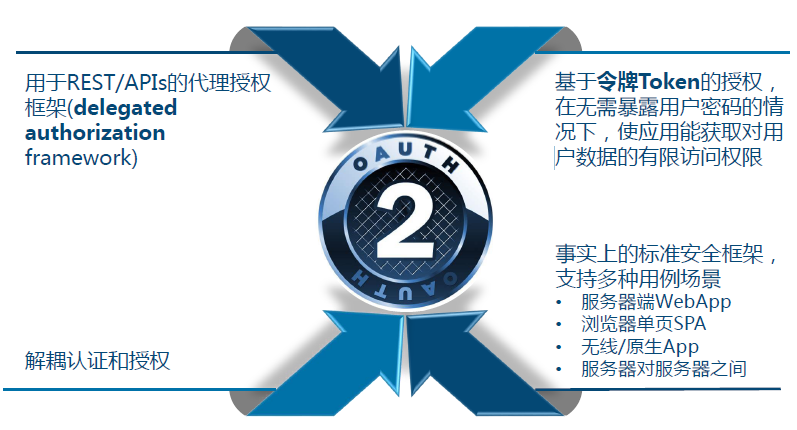 用于REST/APIs的代理授权
框架(delegated
authorization
framework)
基于令牌Token的授权，
在无需暴露用户密码的情
况下，使应用能获取对用
户数据的有限访问权限
OAUTH
2
OAUTH
事实上的标准安全框架，
支持多种用例场景
• 服务器端WebApp
• 浏览器单页SPA
• 无线/原生App
• 服务器对服务器之间
解耦认证和授权